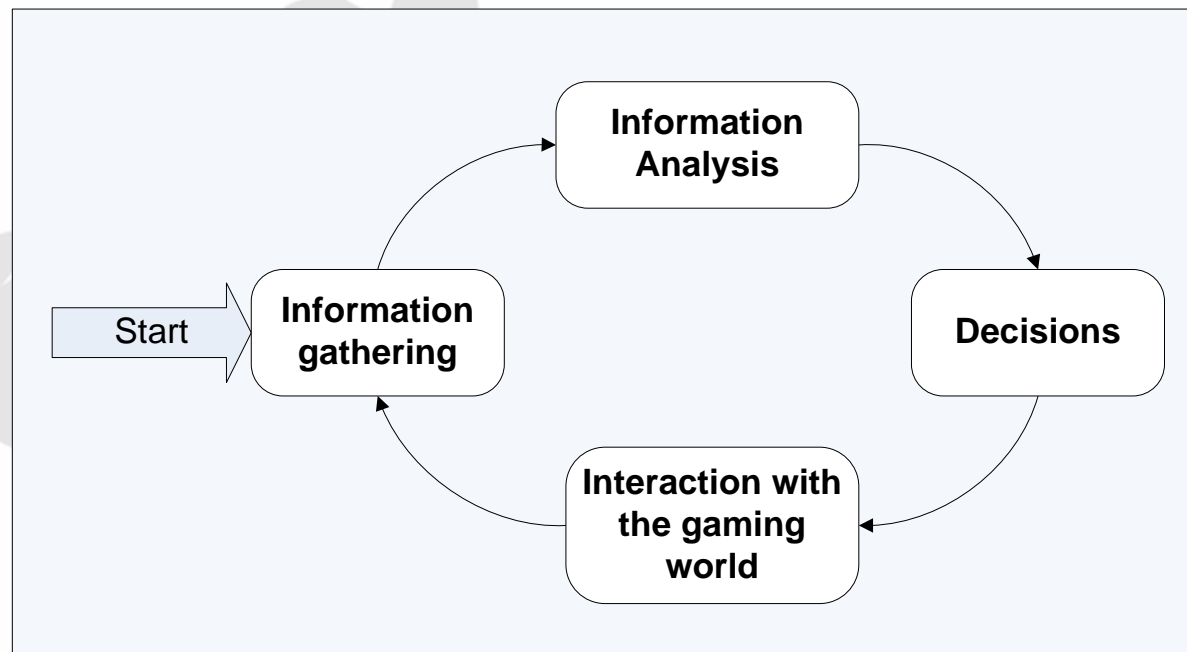 Information
Analysis
Start
Information
gathering
Decisions
Interaction with
the gaming
world